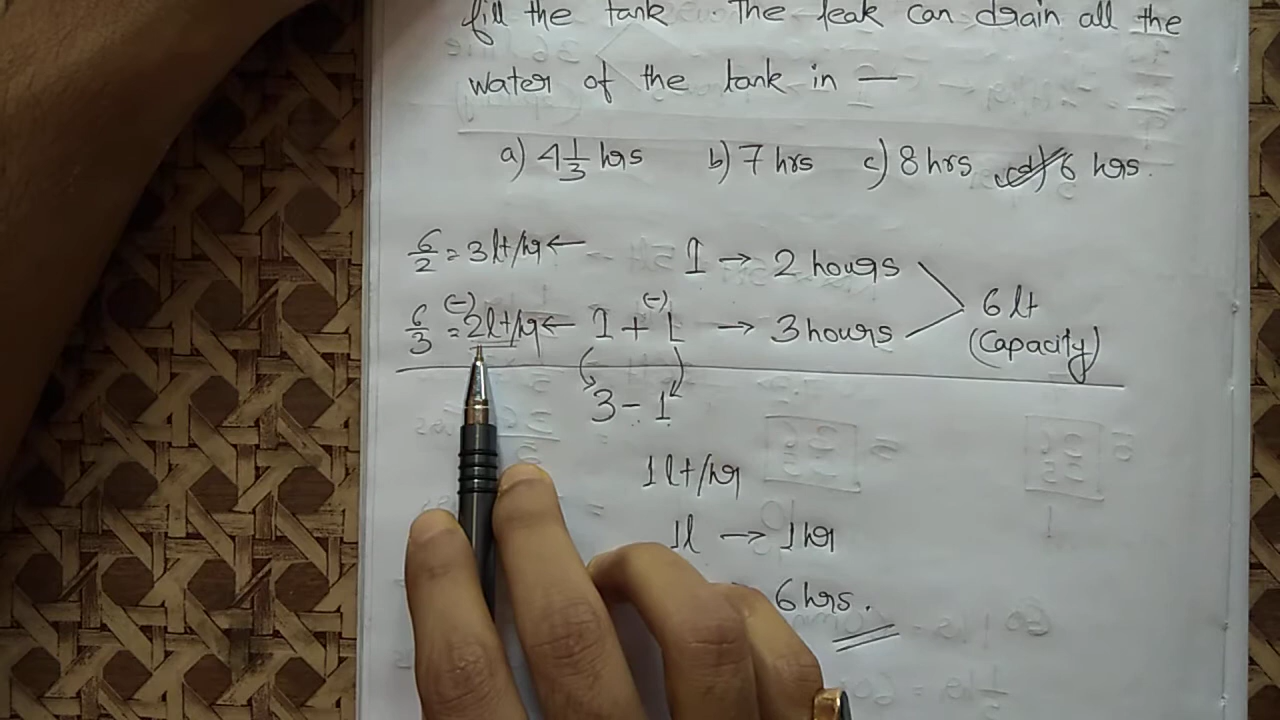 fill the tank. The leak can drain all the
water of the tank in —
a) 4 1/3 hrs b) 7 hrs c) 8 hrs d) 6 hrs.
6/2 = 3 lt/hr ← I → 2 hours
6 lt
(Capacity)
6/3 = 2 lt/hr ← I + L → 3 hours
(-) (-)
3 - 1
1 lt/hr
1l → 1 hr
6 hrs.